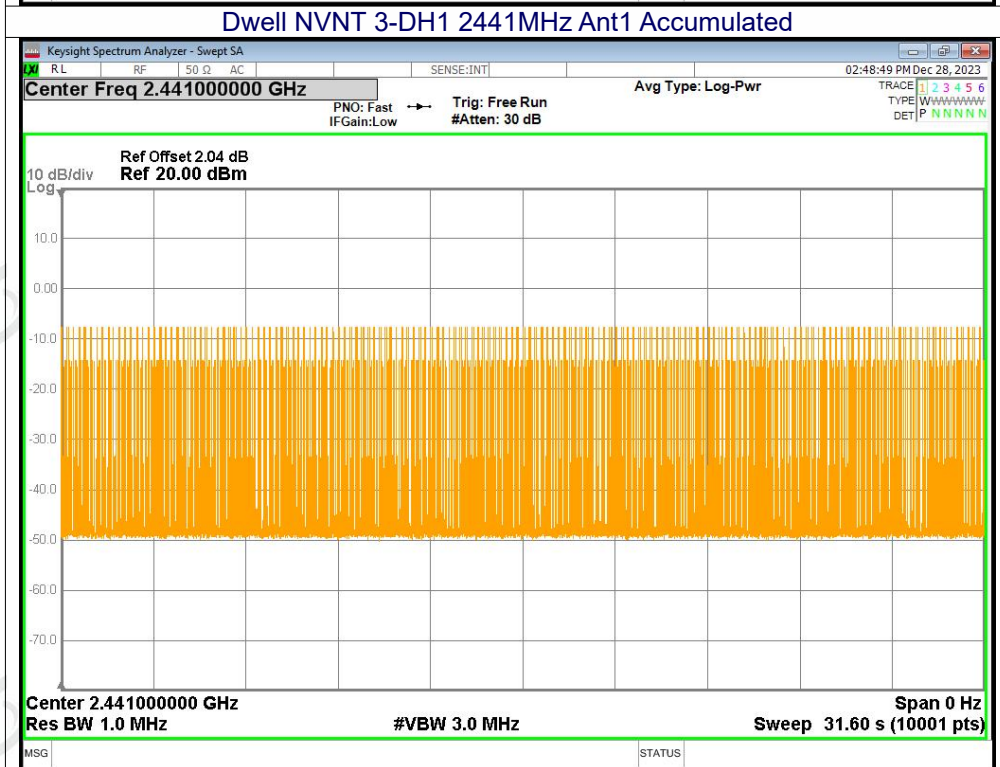 Dwell NVNT 3-DH1 2441MHz Ant1 Accumulated
Keysight Spectrum Analyzer - Swept SA
LXI RL RF 50 Ω AC SENSE:INT 02:48:49 PM Dec 28, 2023
Center Freq 2.441000000 GHz Avg Type: Log-Pwr TRACE 1 2 3 4 5 6
PNO: Fast Trig: Free Run TYPE WWWWWWW
IFGain:Low #Atten: 30 dB DET P N N N N N
Ref Offset 2.04 dB
10 dB/div Ref 20.00 dBm
Log
10.0
0.00
-10.0
-20.0
-30.0
-40.0
-50.0
-60.0
-70.0
Center 2.441000000 GHz Span 0 Hz
Res BW 1.0 MHz #VBW 3.0 MHz Sweep 31.60 s (10001 pts)
MSG STATUS